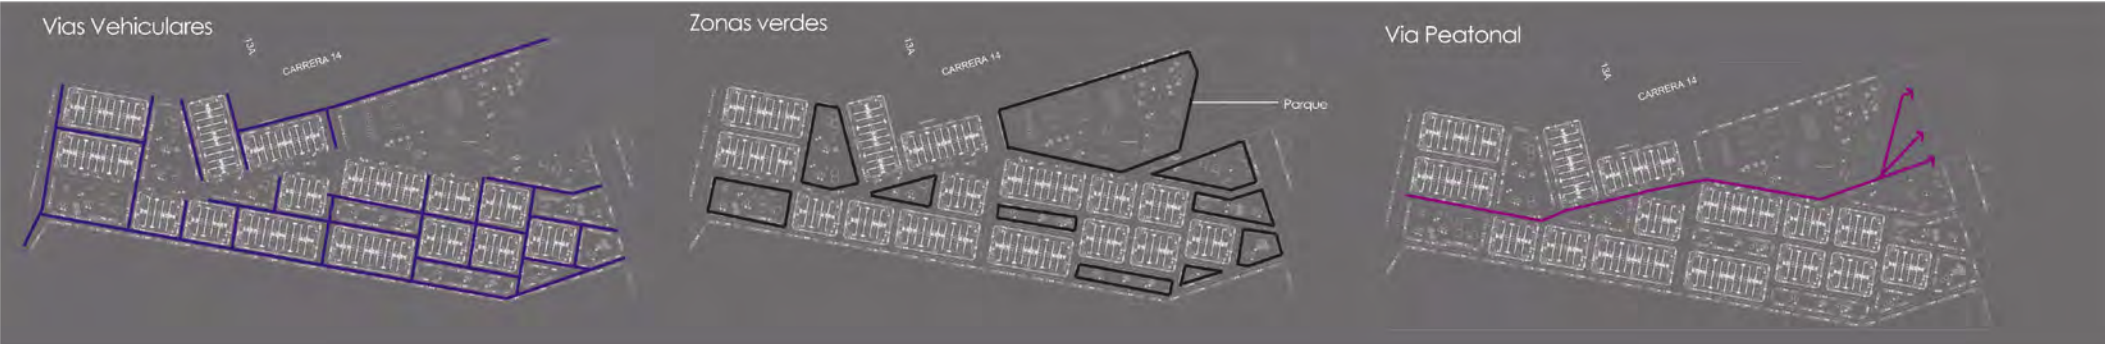 Vias Vehiculares
13A
CARRERA 14
Zonas verdes
13A
CARRERA 14
Parque
Via Peatonal
13A
CARRERA 14